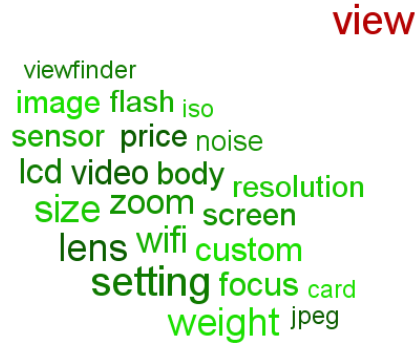 view
viewfinder
image flash iso
sensor price noise
lcd video body
resolution
size zoom screen
lens wifi custom
setting focus card
weight jpeg